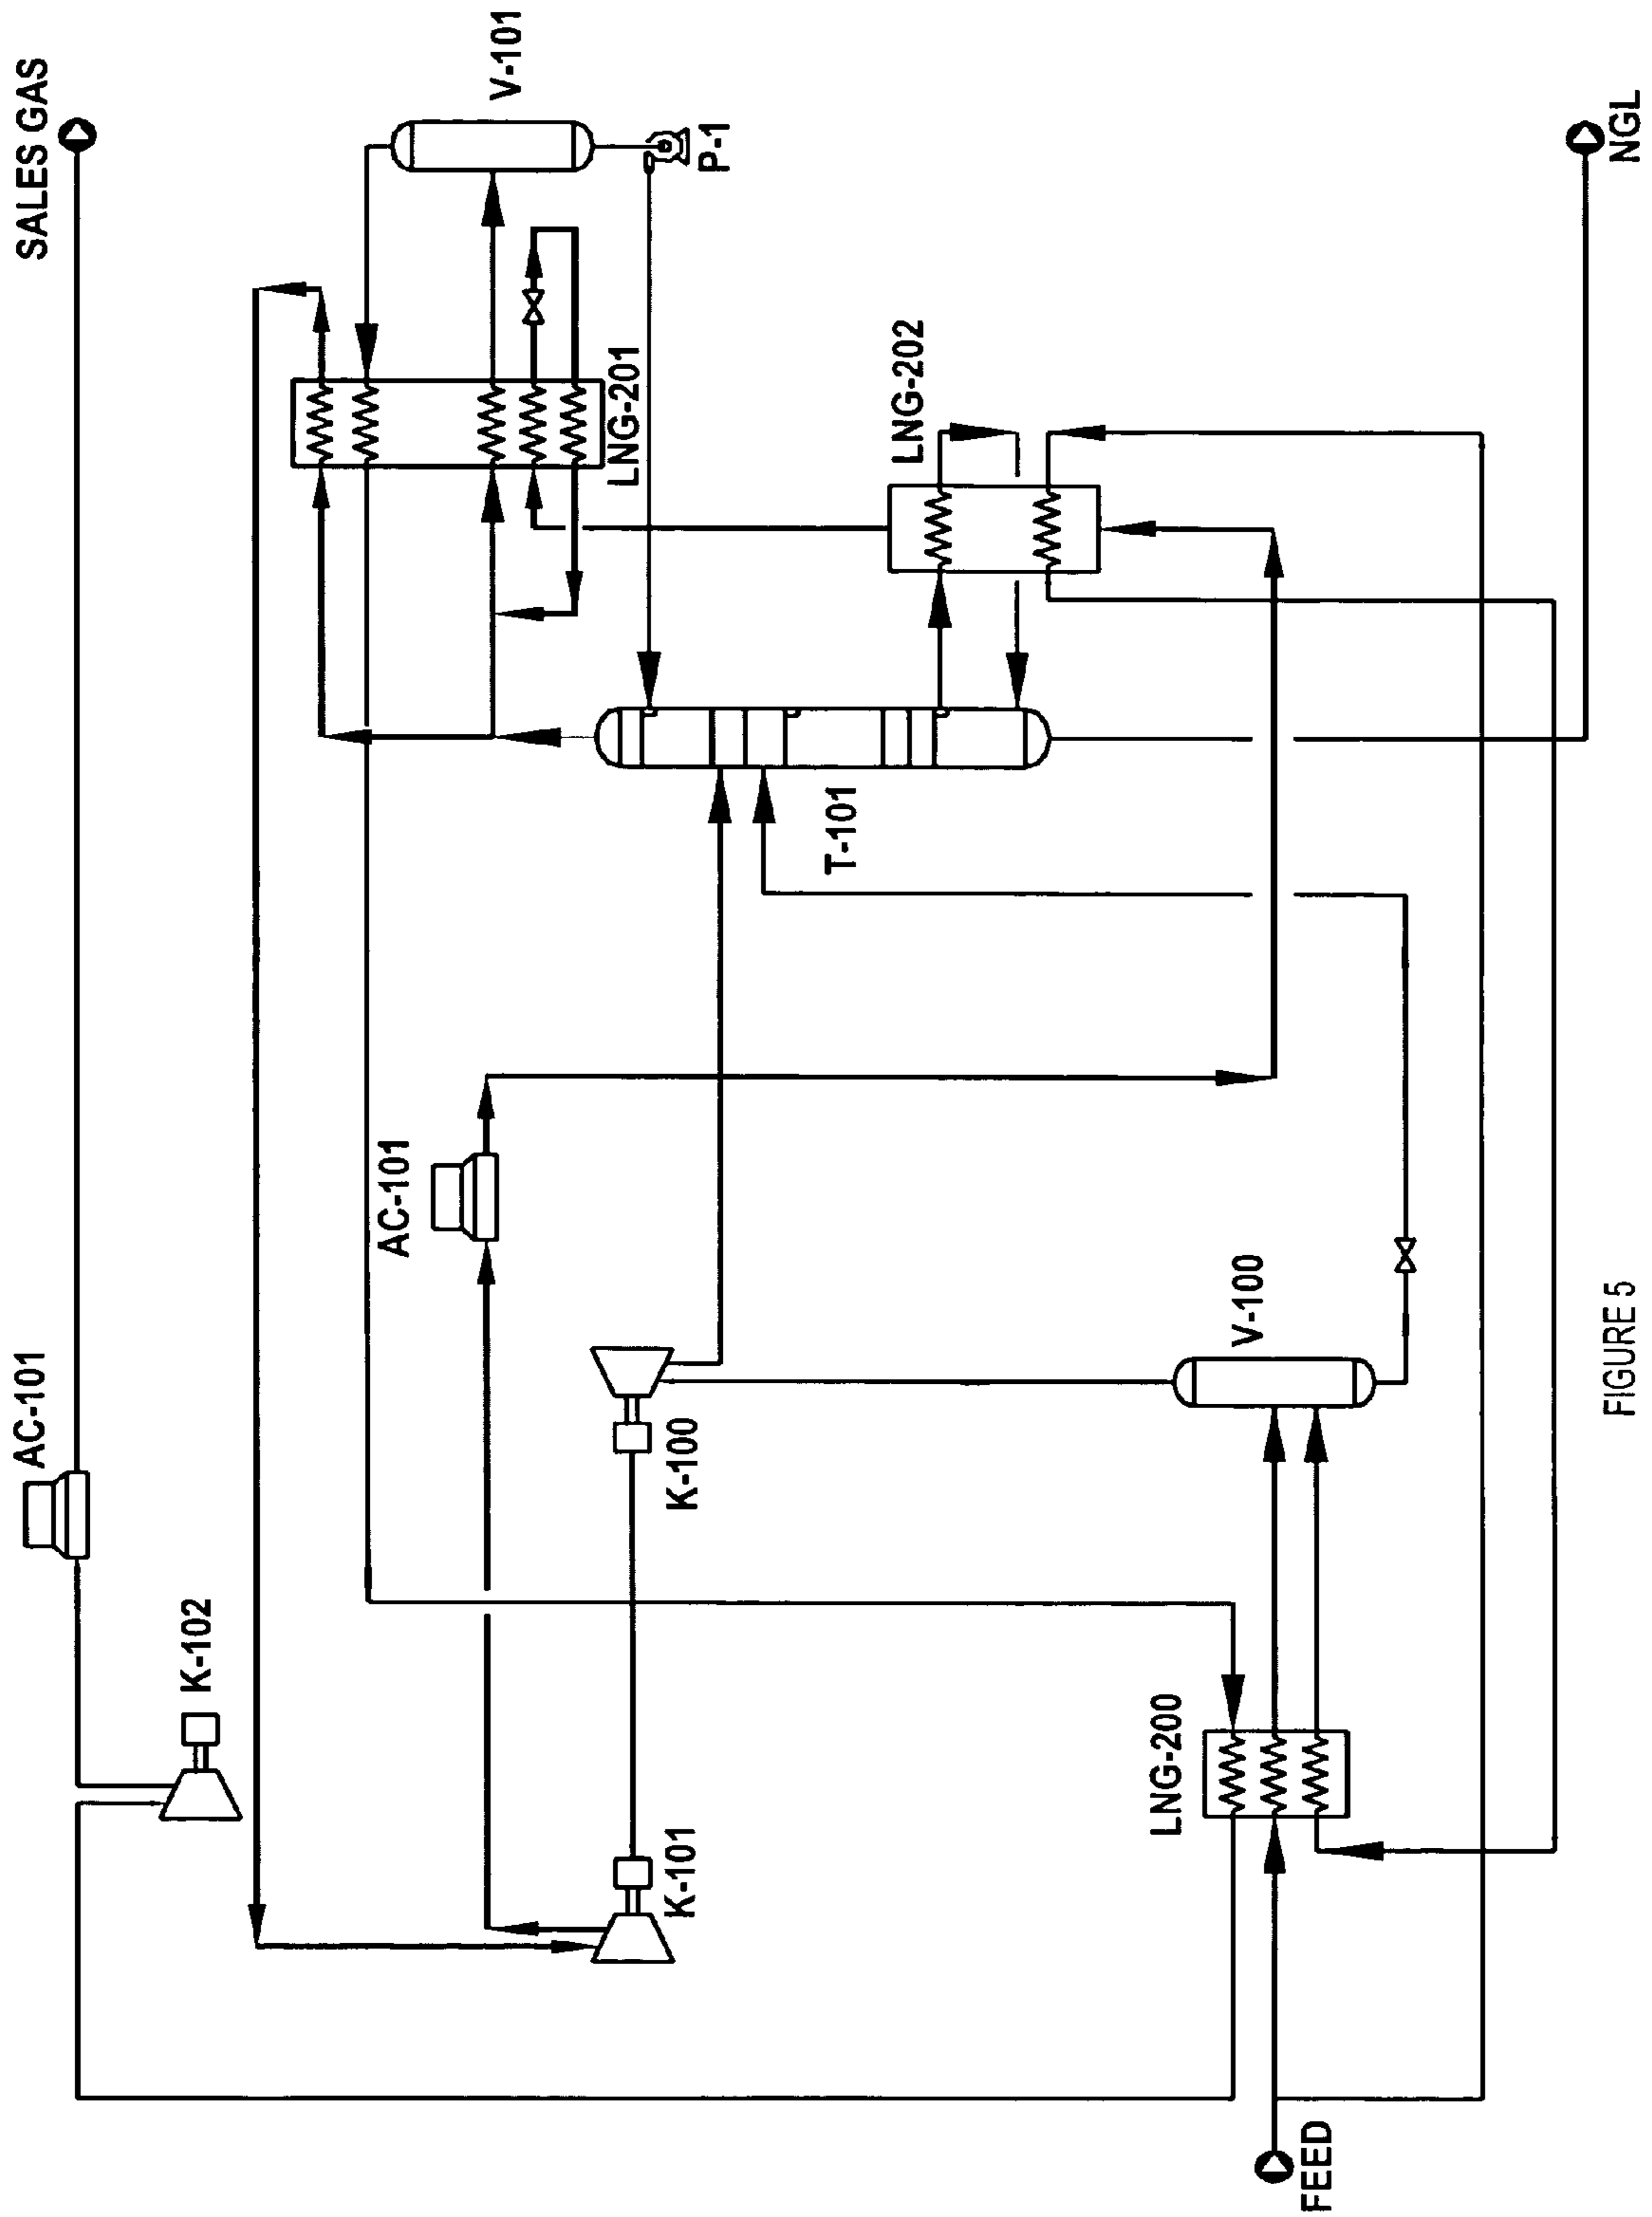 SALES GAS
V-101
P-1
NGL
LNG-201
LNG-202
T-101
AC-101
AC-101
V-100
K-100
K-102
K-101
LNG-200
FEED
FIGURE 5